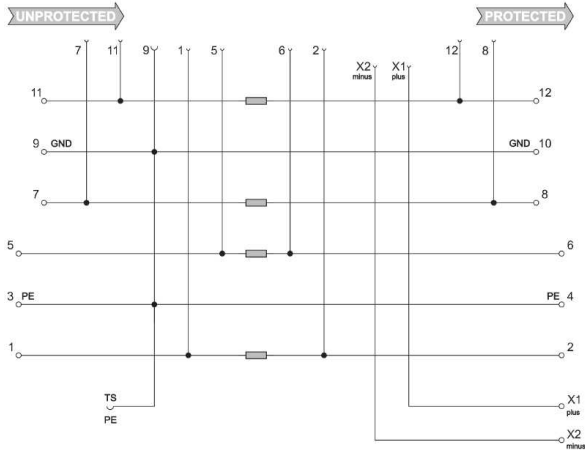 UNPROTECTED PROTECTED
7 11 9 1 5 6 2 X2 minus X1 plus 12 8
11 12
9 GND GND 10
7 8
5 6
3 PE PE 4
1 2
TS
PE
X1
plus
X2
minus